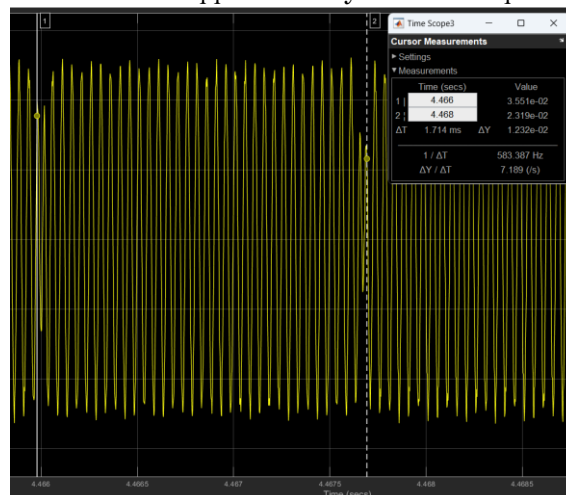 1
2
Time Scope3
Cursor Measurements
Settings
Measurements
Time (secs) Value
1 | 4.466 3.551e-02
2 ¦ 4.468 2.319e-02
ΔT 1.714 ms ΔY 1.232e-02
1 / ΔT 583.387 Hz
ΔY / ΔT 7.189 (/s)
4.466 4.4665 4.467 4.4675 4.468 4.4685
Time (secs)